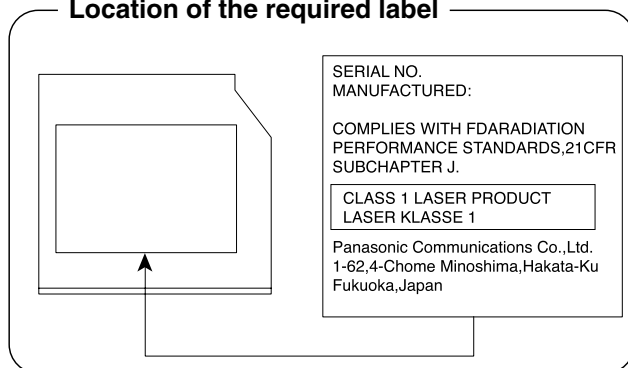 Location of the required label
SERIAL NO.
MANUFACTURED:
COMPLIES WITH FDARADIATION
PERFORMANCE STANDARDS,21CFR
SUBCHAPTER J.
CLASS 1 LASER PRODUCT
LASER KLASSE 1
Panasonic Communications Co.,Ltd.
1-62,4-Chome Minoshima,Hakata-Ku
Fukuoka,Japan